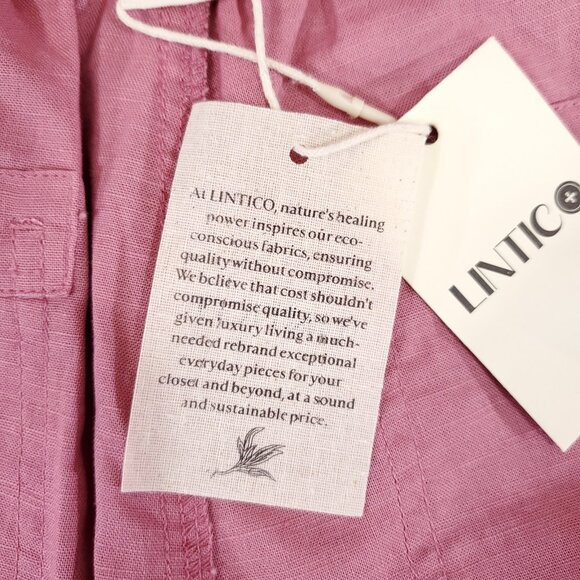 At LINTICO, nature's healing
power inspires our eco-
conscious fabrics, ensuring
quality without compromise.
We believe that cost shouldn't
compromise quality, so we've
given luxury living a much-
needed rebrand exceptional
everyday pieces for your
closet and beyond, at a sound
and sustainable price.
LINTICO